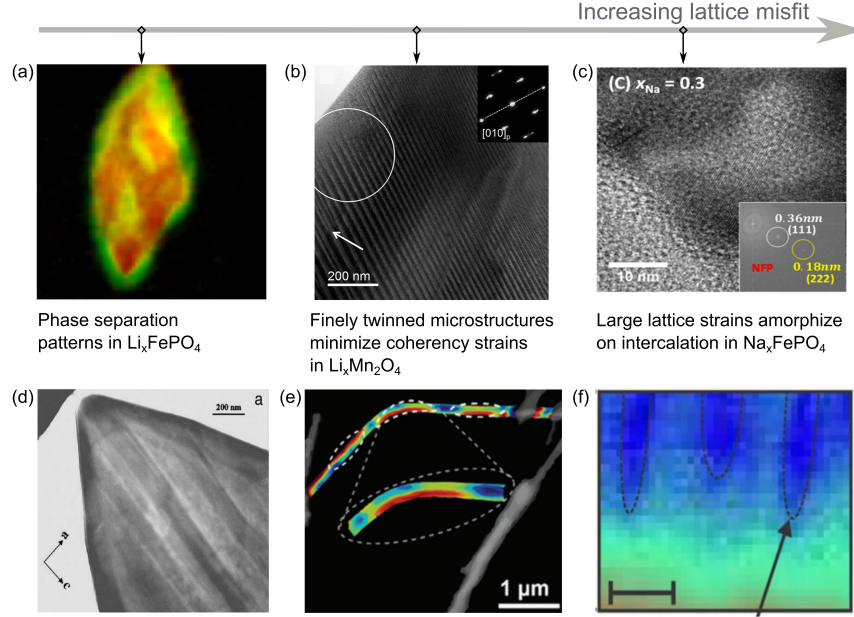 Increasing lattice misfit
(a)
(b)
(c)
[010]p
200 nm
(C) xNa = 0.3
0.36nm
(111)
NFP
0.18nm
(222)
10 nm
Phase separation
patterns in LixFePO4
Finely twinned microstructures
minimize coherency strains
in LixMn2O4
Large lattice strains amorphize
on intercalation in NaxFePO4
(d)
200 nm
a
a
c
(e)
1 µm
(f)